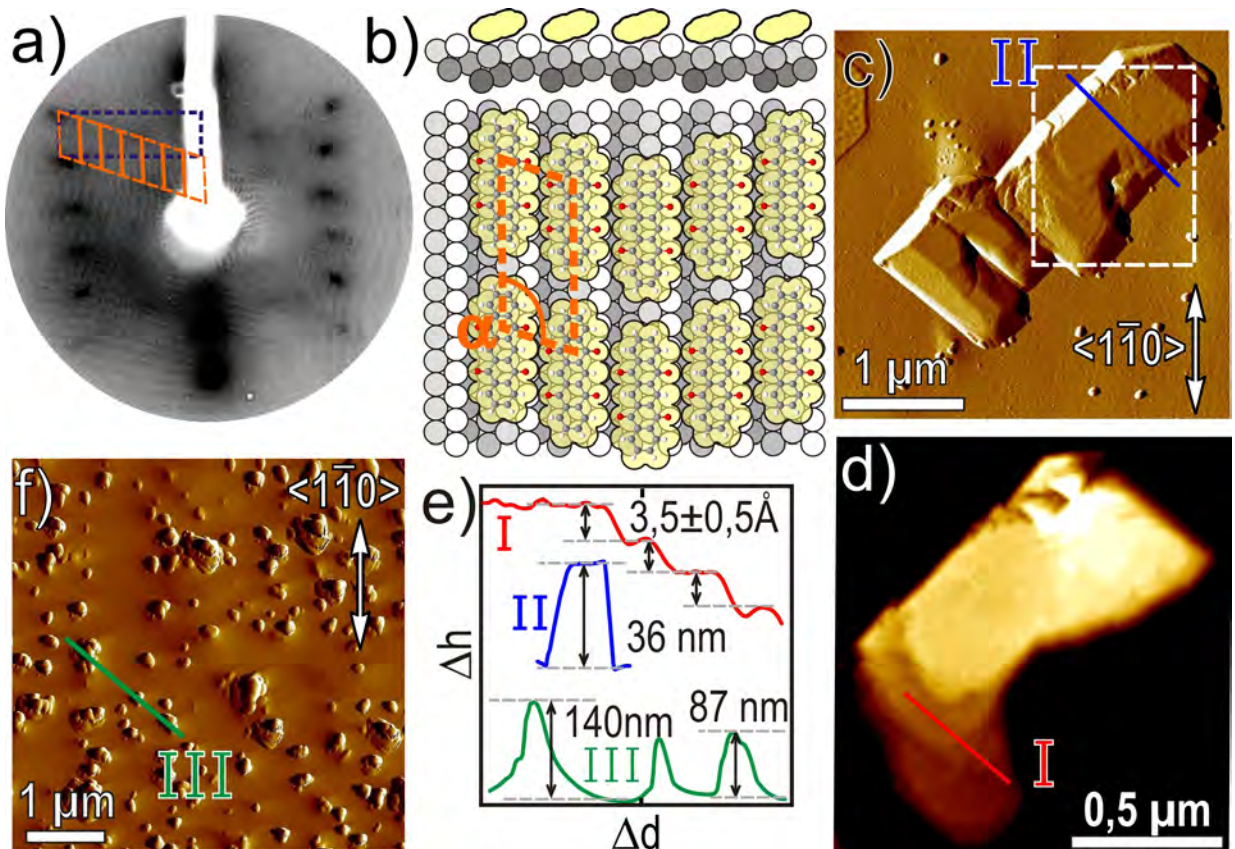 a)
b)
α
c)
II
<11̄0>
1 µm
f)
<11̄0>
III
1 µm
e)
I
3,5±0,5Å
II
36 nm
140nm
87 nm
III
Δh
Δd
d)
I
0,5 µm